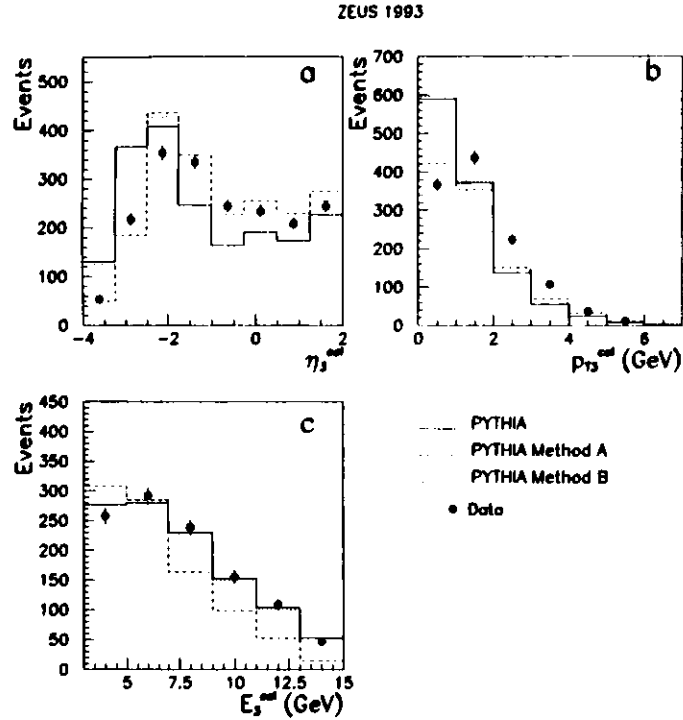 ZEUS 1993
Events
500
400
300
200
100
0
-4
-2
0
2
a
η₃ᶜᵃˡ
Events
700
600
500
400
300
200
100
0
0
2
4
6
b
p_T3ᶜᵃˡ (GeV)
Events
450
400
350
300
250
200
150
100
50
0
5
7.5
10
12.5
15
c
E₃ᶜᵃˡ (GeV)
PYTHIA
PYTHIA Method A
PYTHIA Method B
Data